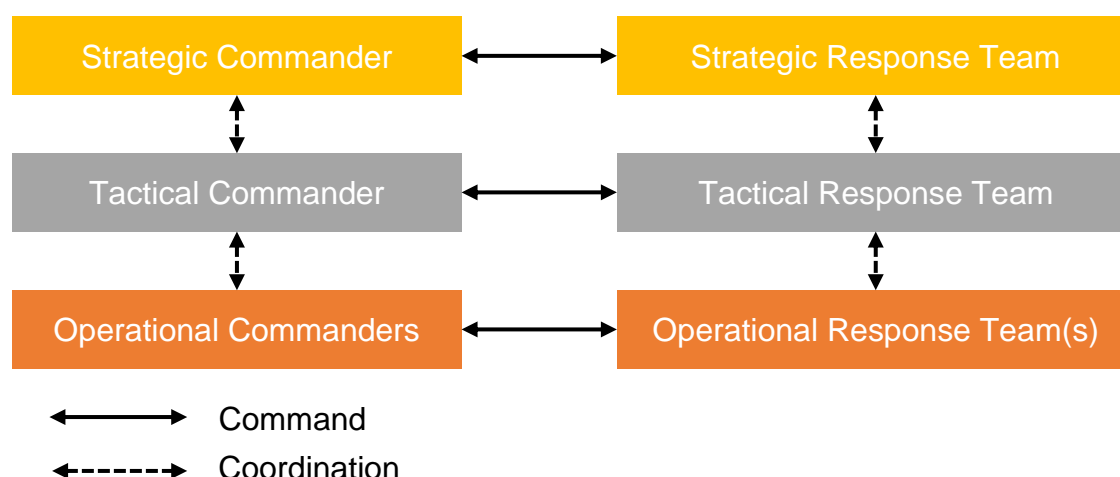 Strategic Commander
Strategic Response Team
Tactical Commander
Tactical Response Team
Operational Commanders
Operational Response Team(s)
Command
Coordination